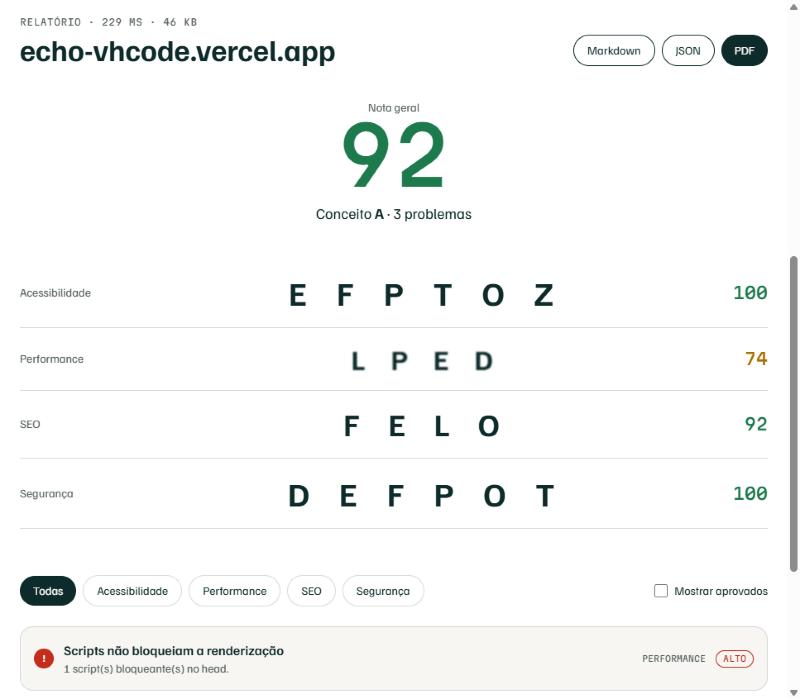 RELATÓRIO · 229 MS · 46 KB
echo-vhcode.vercel.app
Markdown JSON PDF
Nota geral
92
Conceito A · 3 problemas
Acessibilidade E F P T O Z 100
Performance L P E D 74
SEO F E L O 92
Segurança D E F P O T 100
Todas Acessibilidade Performance SEO Segurança Mostrar aprovados
! Scripts não bloqueiam a renderização
1 script(s) bloqueante(s) no head.
PERFORMANCE ALTO